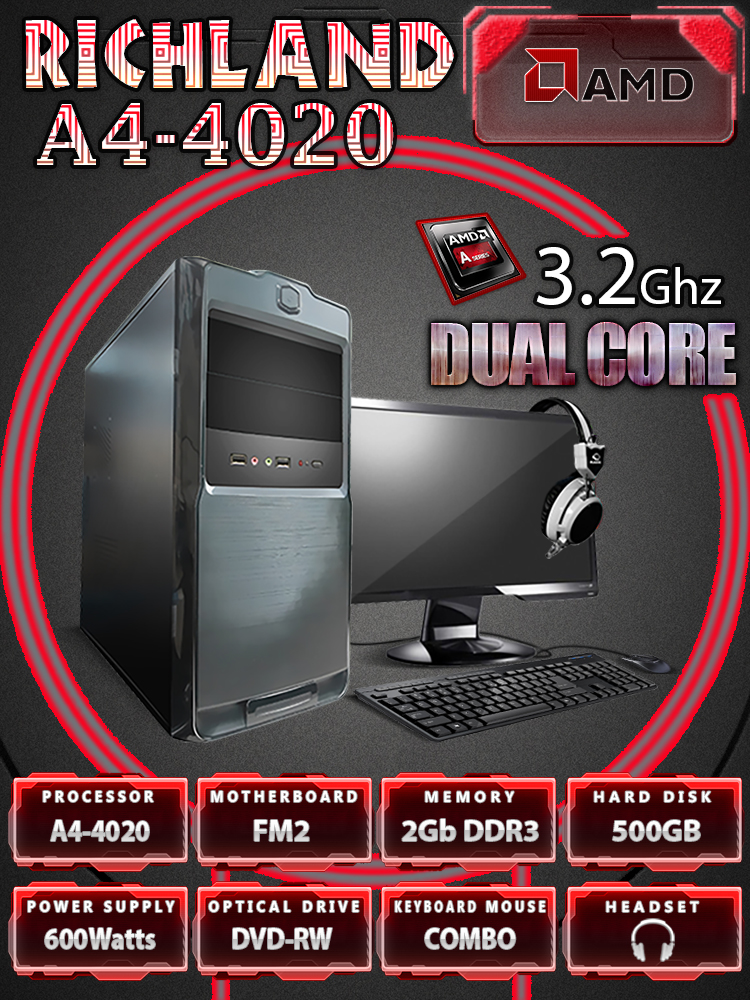 RICHLAND
A4-4020
AMD
AMD
A SERIES
3.2Ghz
DUAL CORE
PROCESSOR
A4-4020
MOTHERBOARD
FM2
MEMORY
2Gb DDR3
HARD DISK
500GB
POWER SUPPLY
600Watts
OPTICAL DRIVE
DVD-RW
KEYBOARD MOUSE
COMBO
HEADSET